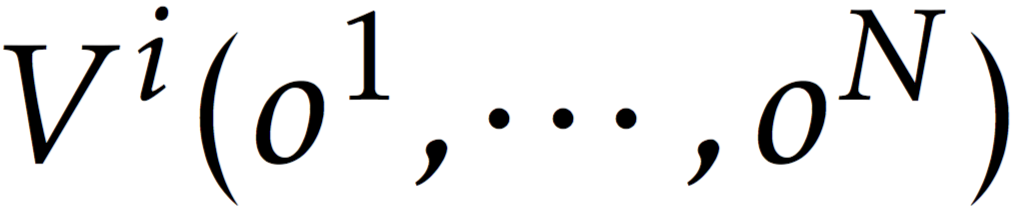 V^i(o^1, ⋯, o^N)